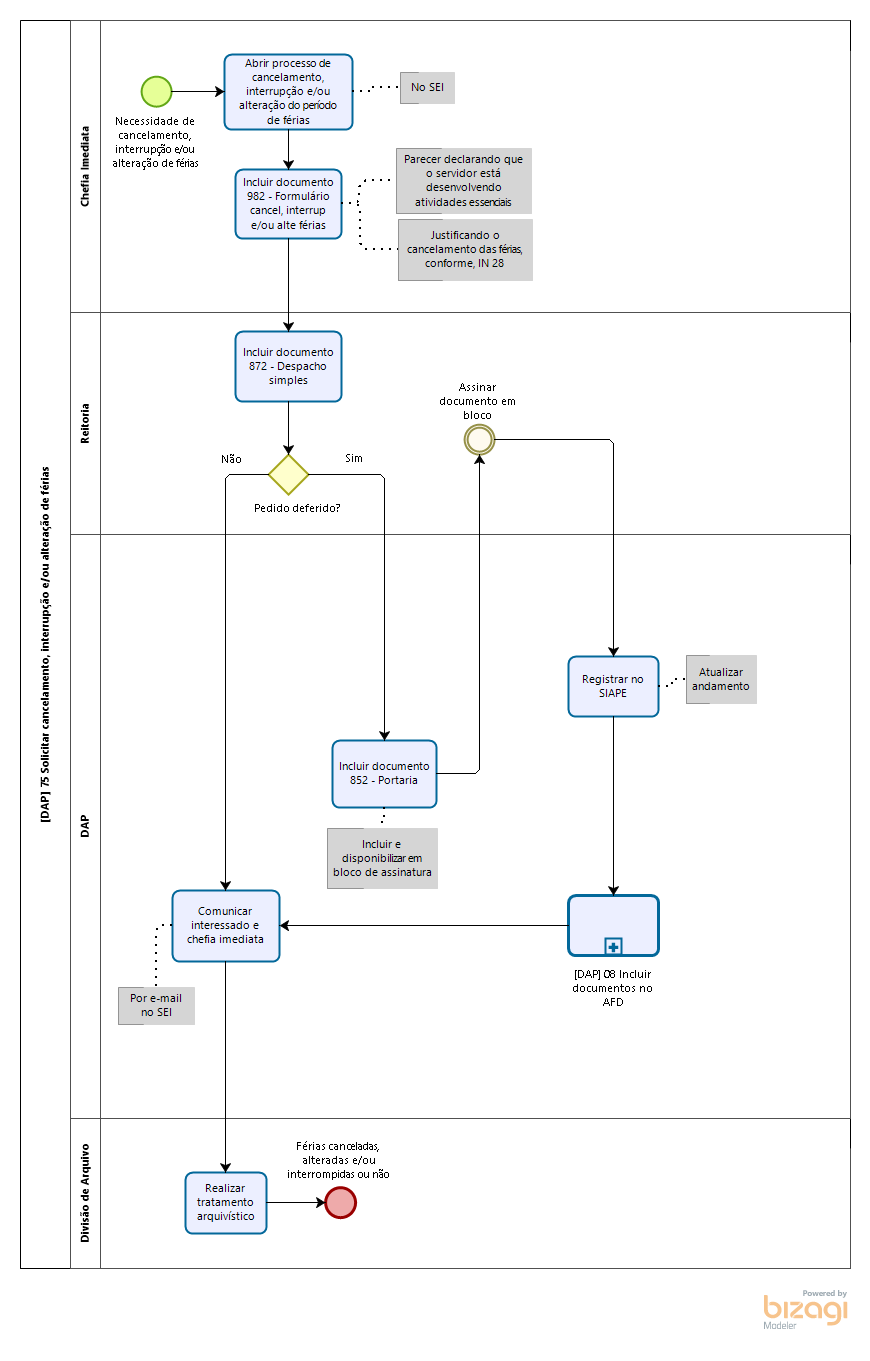 [DAP] 75 Solicitar cancelamento, interrupção e/ou alteração de férias
Chefia Imediata
Necessidade de
cancelamento,
interrupção e/ou
alteração de férias
Abrir processo de
cancelamento,
interrupção e/ou
alteração do período
de férias
No SEI
Incluir documento
982 - Formulário
cancel, interrup
e/ou alte férias
Parecer declarando que
o servidor está
desenvolvendo
atividades essenciais
Justificando o
cancelamento das férias,
conforme, IN 28
Reitoria
Incluir documento
872 - Despacho
simples
Não
Sim
Pedido deferido?
Assinar
documento em
bloco
DAP
Registrar no
SIAPE
Atualizar
andamento
Incluir documento
852 - Portaria
Incluir e
disponibilizar em
bloco de assinatura
Comunicar
interessado e
chefia imediata
Por e-mail
no SEI
[DAP] 08 Incluir
documentos no
AFD
Divisão de Arquivo
Realizar
tratamento
arquivístico
Férias canceladas,
alteradas e/ou
interrompidas ou não
Powered by
bizagi
Modeler